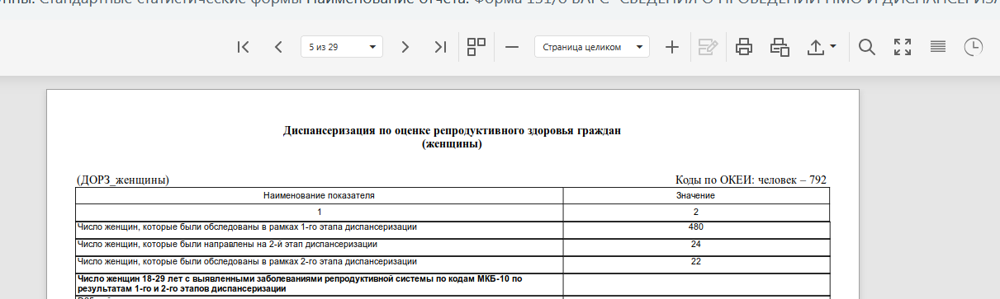 Стандартные статистические формы Наименование отчета: Форма 131/о ВАРС "СВЕДЕНИЯ О ПРОВЕДЕНИИ ПМО И
5 из 29
Страница целиком
Диспансеризация по оценке репродуктивного здоровья граждан
(женщины)
(ДОРЗ_женщины) Коды по ОКЕИ: человек – 792
Наименование показателя Значение
1 2
Число женщин, которые были обследованы в рамках 1-го этапа диспансеризации 480
Число женщин, которые были направлены на 2-й этап диспансеризации 24
Число женщин, которые были обследованы в рамках 2-го этапа диспансеризации 22
Число женщин 18-29 лет с выявленными заболеваниями репродуктивной системы по кодам МКБ-10 по
результатам 1-го и 2-го этапов диспансеризации